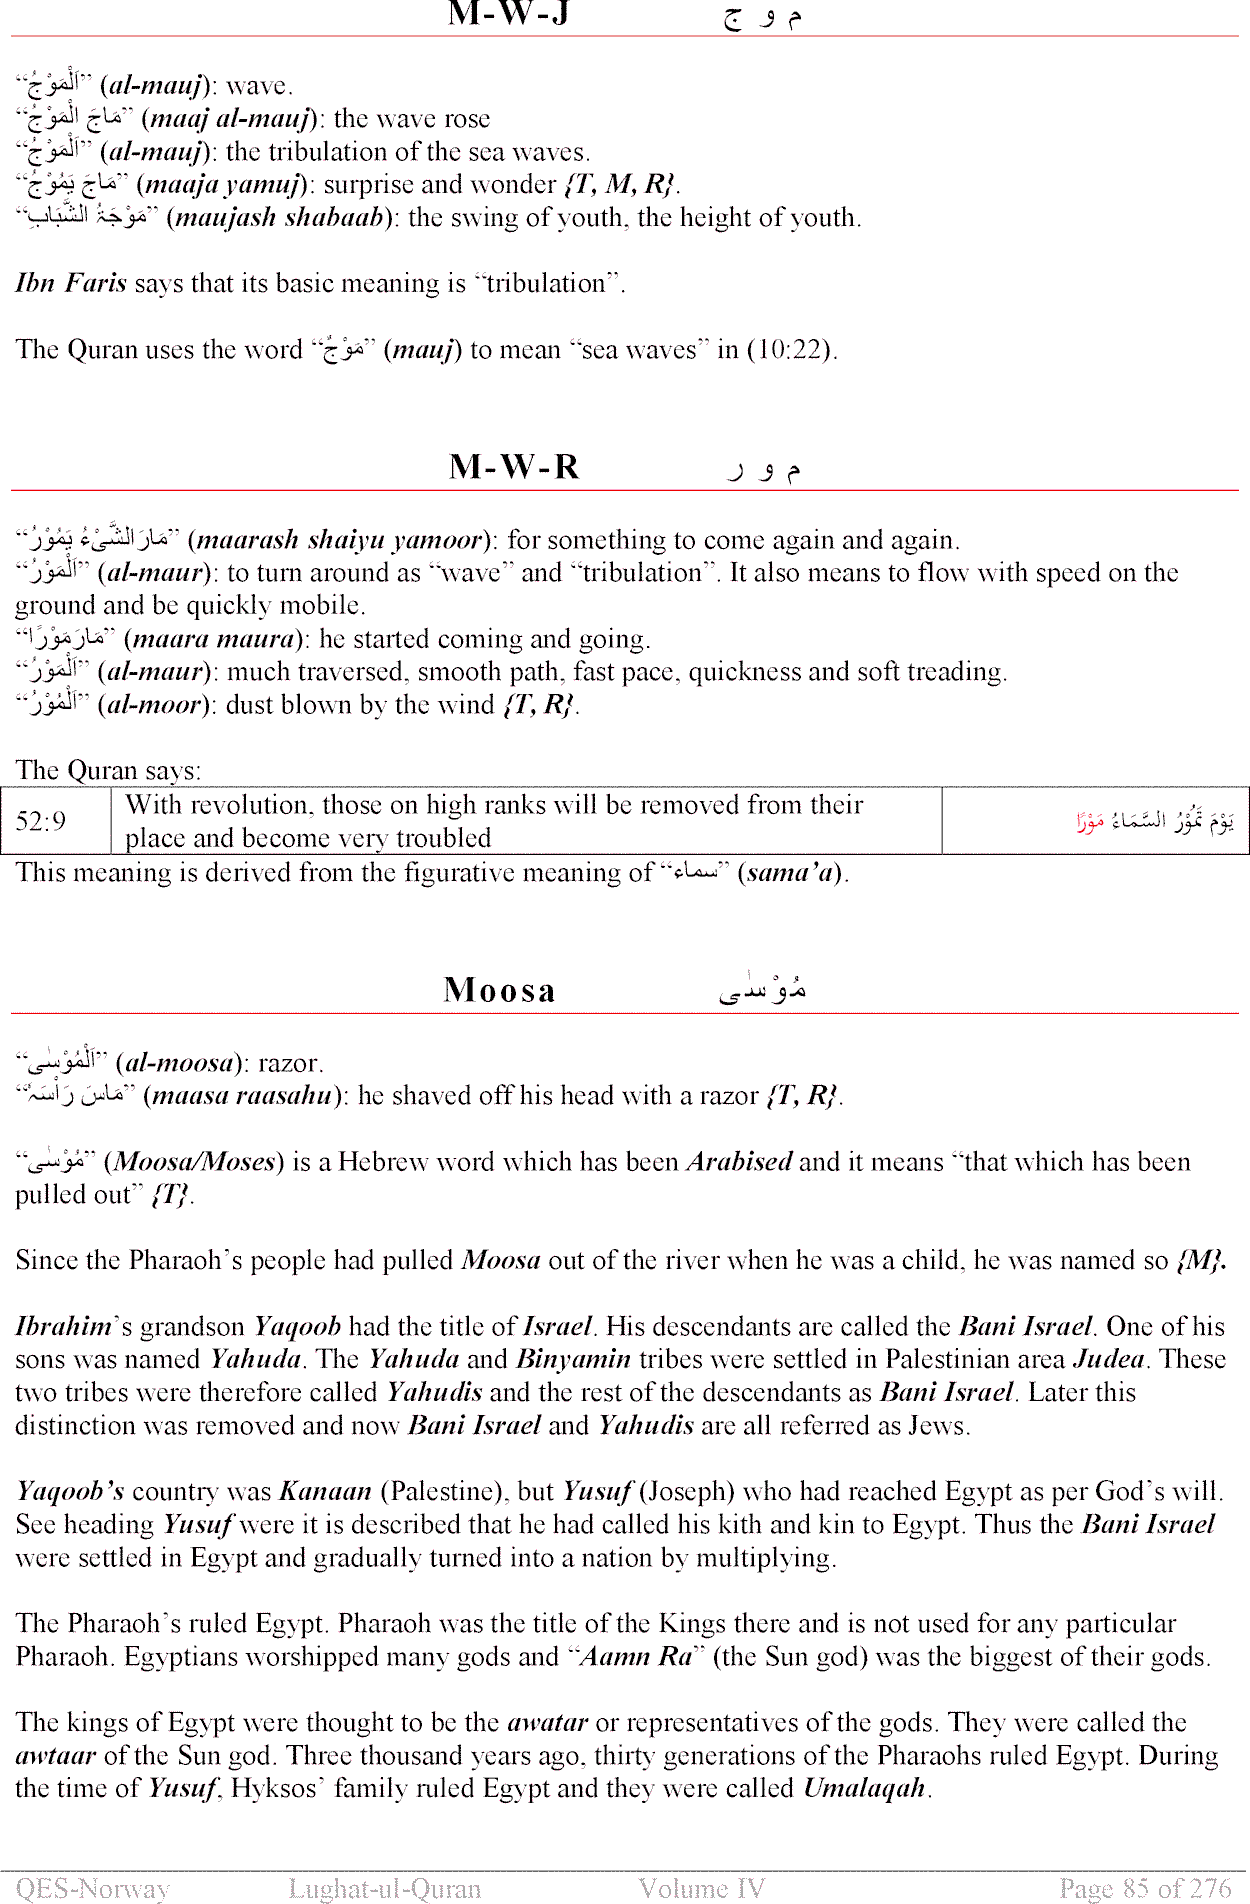 M-W-J م و ج
“اَلْمَوْجُ” (al-mauj): wave.
“مَاجَ الْمَوْجُ” (maaj al-mauj): the wave rose
“اَلْمَوْجُ” (al-mauj): the tribulation of the sea waves.
“مَاجَ يَمُوْجُ” (maaja yamuj): surprise and wonder {T, M, R}.
“مَوْجَۃُ الشَّبَابِ” (maujash shabaab): the swing of youth, the height of youth.
Ibn Faris says that its basic meaning is “tribulation”.
The Quran uses the word “مَوْجٌ” (mauj) to mean “sea waves” in (10:22).
M-W-R م و ر
“مَارَالشَّیْءُ يَمُوْرُ” (maarash shaiyu yamoor): for something to come again and again.
“اَلْمَوْرُ” (al-maur): to turn around as “wave” and “tribulation”. It also means to flow with speed on the
ground and be quickly mobile.
“مَارَمَوْرًا” (maara maura): he started coming and going.
“اَلْمَوْرُ” (al-maur): much traversed, smooth path, fast pace, quickness and soft treading.
“اَلْمُوْرُ” (al-moor): dust blown by the wind {T, R}.
The Quran says:
52:9 With revolution, those on high ranks will be removed from their
place and become very troubled يَوْمَ تَمُوْرُ السَّمَاءُ مَوْرًا
This meaning is derived from the figurative meaning of “سماء” (sama’a).
Moosa مُوْسٰی
“اَلْمُوْسٰی” (al-moosa): razor.
“مَاسَ رَأْسَہٗ” (maasa raasahu): he shaved off his head with a razor {T, R}.
“مُوْسٰی” (Moosa/Moses) is a Hebrew word which has been Arabised and it means “that which has been
pulled out” {T}.
Since the Pharaoh’s people had pulled Moosa out of the river when he was a child, he was named so {M}.
Ibrahim’s grandson Yaqoob had the title of Israel. His descendants are called the Bani Israel. One of his
sons was named Yahuda. The Yahuda and Binyamin tribes were settled in Palestinian area Judea. These
two tribes were therefore called Yahudis and the rest of the descendants as Bani Israel. Later this
distinction was removed and now Bani Israel and Yahudis are all referred as Jews.
Yaqoob’s country was Kanaan (Palestine), but Yusuf (Joseph) who had reached Egypt as per God’s will.
See heading Yusuf were it is described that he had called his kith and kin to Egypt. Thus the Bani Israel
were settled in Egypt and gradually turned into a nation by multiplying.
The Pharaoh’s ruled Egypt. Pharaoh was the title of the Kings there and is not used for any particular
Pharaoh. Egyptians worshipped many gods and “Aamn Ra” (the Sun god) was the biggest of their gods.
The kings of Egypt were thought to be the awatar or representatives of the gods. They were called the
awtaar of the Sun god. Three thousand years ago, thirty generations of the Pharaohs ruled Egypt. During
the time of Yusuf, Hyksos’ family ruled Egypt and they were called Umalaqah.
QES-Norway Lughat-ul-Quran Volume IV Page 85 of 276